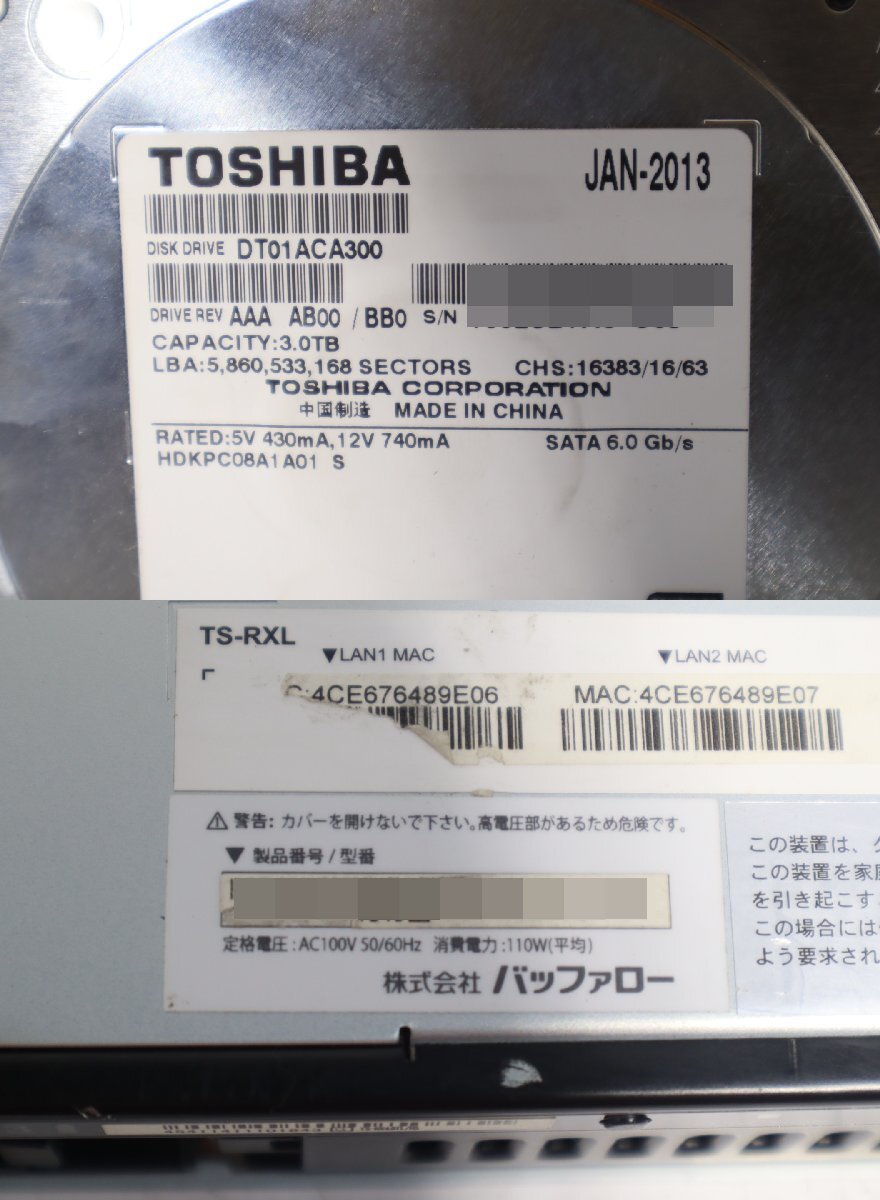 TOSHIBA
JAN-2013
DISK DRIVE DT01ACA300
DRIVE REV AAA AB00 / BB0 S/N
CAPACITY:3.0TB
LBA:5,860,533,168 SECTORS CHS:16383/16/63
TOSHIBA CORPORATION
中国制造 MADE IN CHINA
RATED:5V 430mA,12V 740mA SATA 6.0 Gb/s
HDKPC08A1A01 S
TS-RXL
▼LAN1 MAC ▼LAN2 MAC
C:4CE676489E06 MAC:4CE676489E07
⚠ 警告: カバーを開けないで下さい。高電圧部があるため危険です。
▼ 製品番号 / 型番
定格電圧 : AC100V 50/60Hz 消費電力 : 110W(平均)
株式会社 バッファロー
この装置は、ク
この装置を家庭
を引き起こす
この場合には
よう要求され